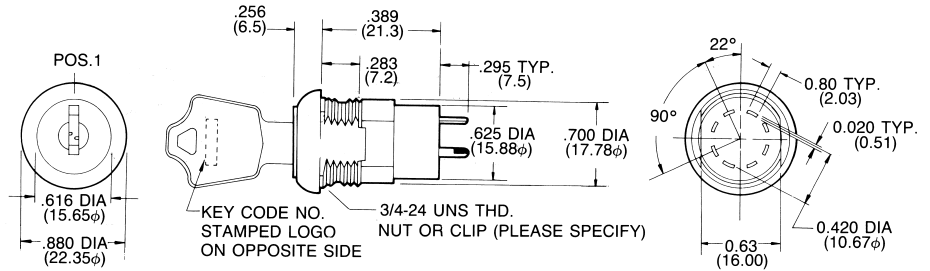 .256
(6.5)
.389
(21.3)
.283
(7.2)
.295 TYP.
(7.5)
POS.1
.616 DIA
(15.65ϕ)
.880 DIA
(22.35ϕ)
KEY CODE NO.
STAMPED LOGO
ON OPPOSITE SIDE
3/4-24 UNS THD.
NUT OR CLIP (PLEASE SPECIFY)
.625 DIA
(15.88ϕ)
.700 DIA
(17.78ϕ)
22°
90°
0.80 TYP.
(2.03)
0.020 TYP.
(0.51)
0.420 DIA
(10.67ϕ)
0.63
(16.00)